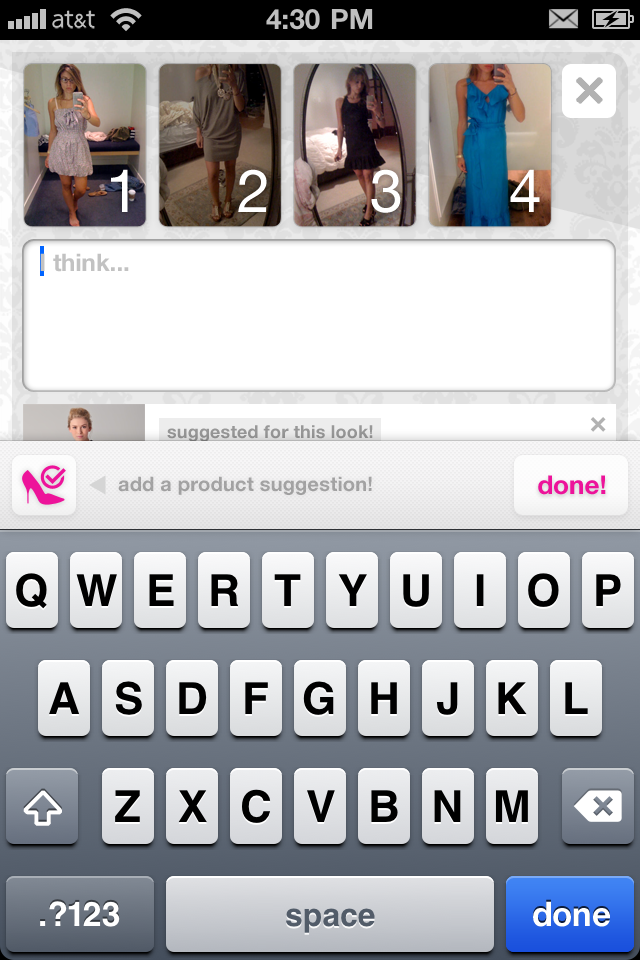 at&t 4:30 PM
1 2 3 4
I think...
suggested for this look!
add a product suggestion! done!
Q W E R T Y U I O P
A S D F G H J K L
Z X C V B N M
.?123 space done